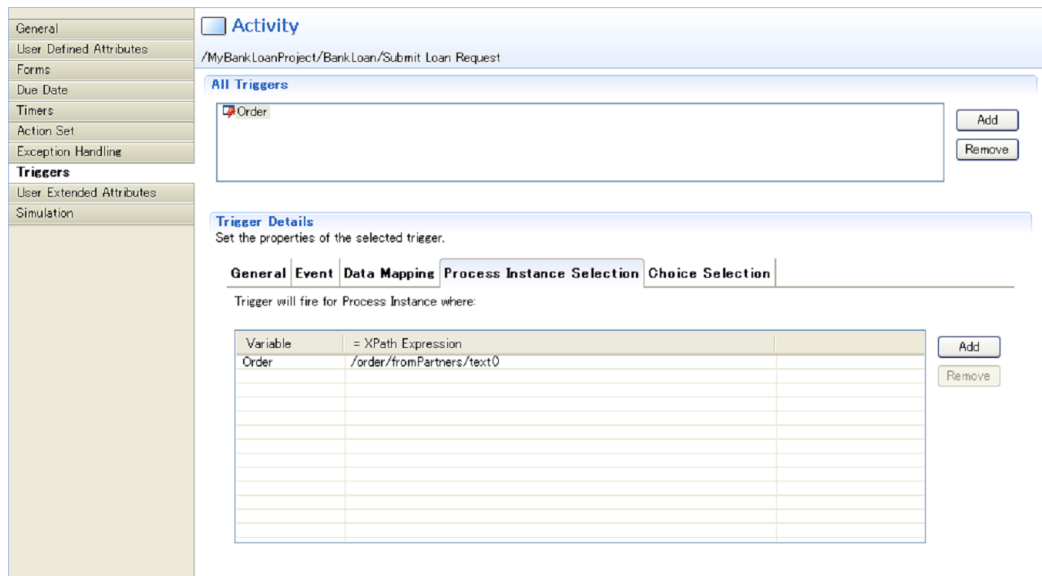 General
User Defined Attributes
Forms
Due Date
Timers
Action Set
Exception Handling
Triggers
User Extended Attributes
Simulation
Activity
/MyBankLoanProject/BankLoan/Submit Loan Request
All Triggers
Order
Add
Remove
Trigger Details
Set the properties of the selected trigger.
General Event Data Mapping Process Instance Selection Choice Selection
Trigger will fire for Process Instance where:
Variable = XPath Expression
Order /order/fromPartners/text()
Add
Remove